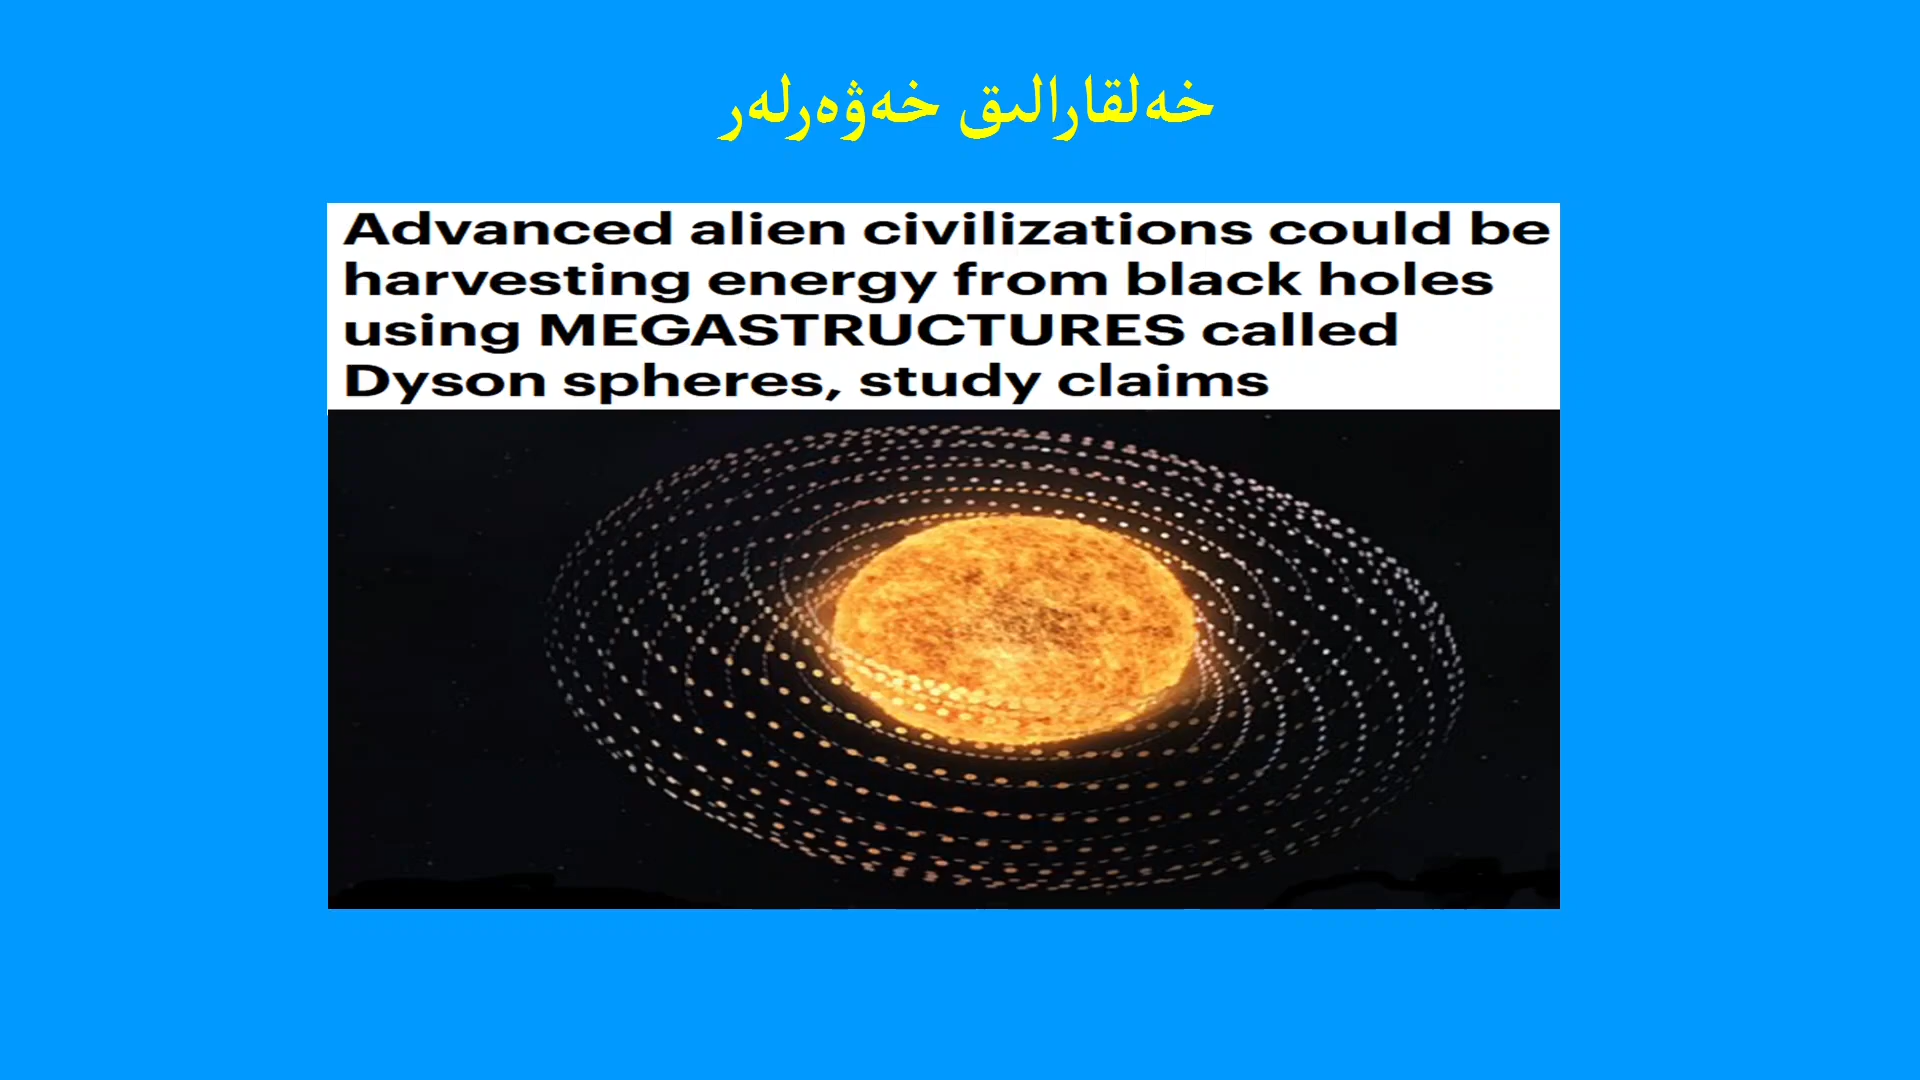 خەلقارالىق خەۋەرلەر
Advanced alien civilizations could be
harvesting energy from black holes
using MEGASTRUCTURES called
Dyson spheres, study claims